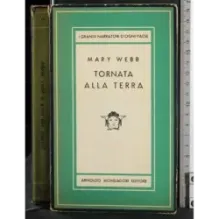 I GRANDI NARRATORI D'OGNI PAESE
MARY WEBB
TORNATA
ALLA TERRA
ARNOLDO MONDADORI EDITORE